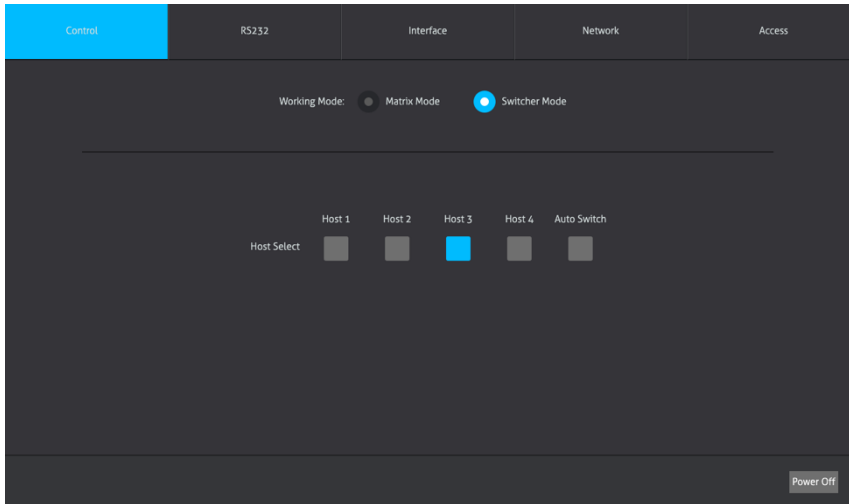 Control RS232 Interface Network Access
Working Mode: Matrix Mode Switcher Mode
Host 1 Host 2 Host 3 Host 4 Auto Switch
Host Select
Power Off